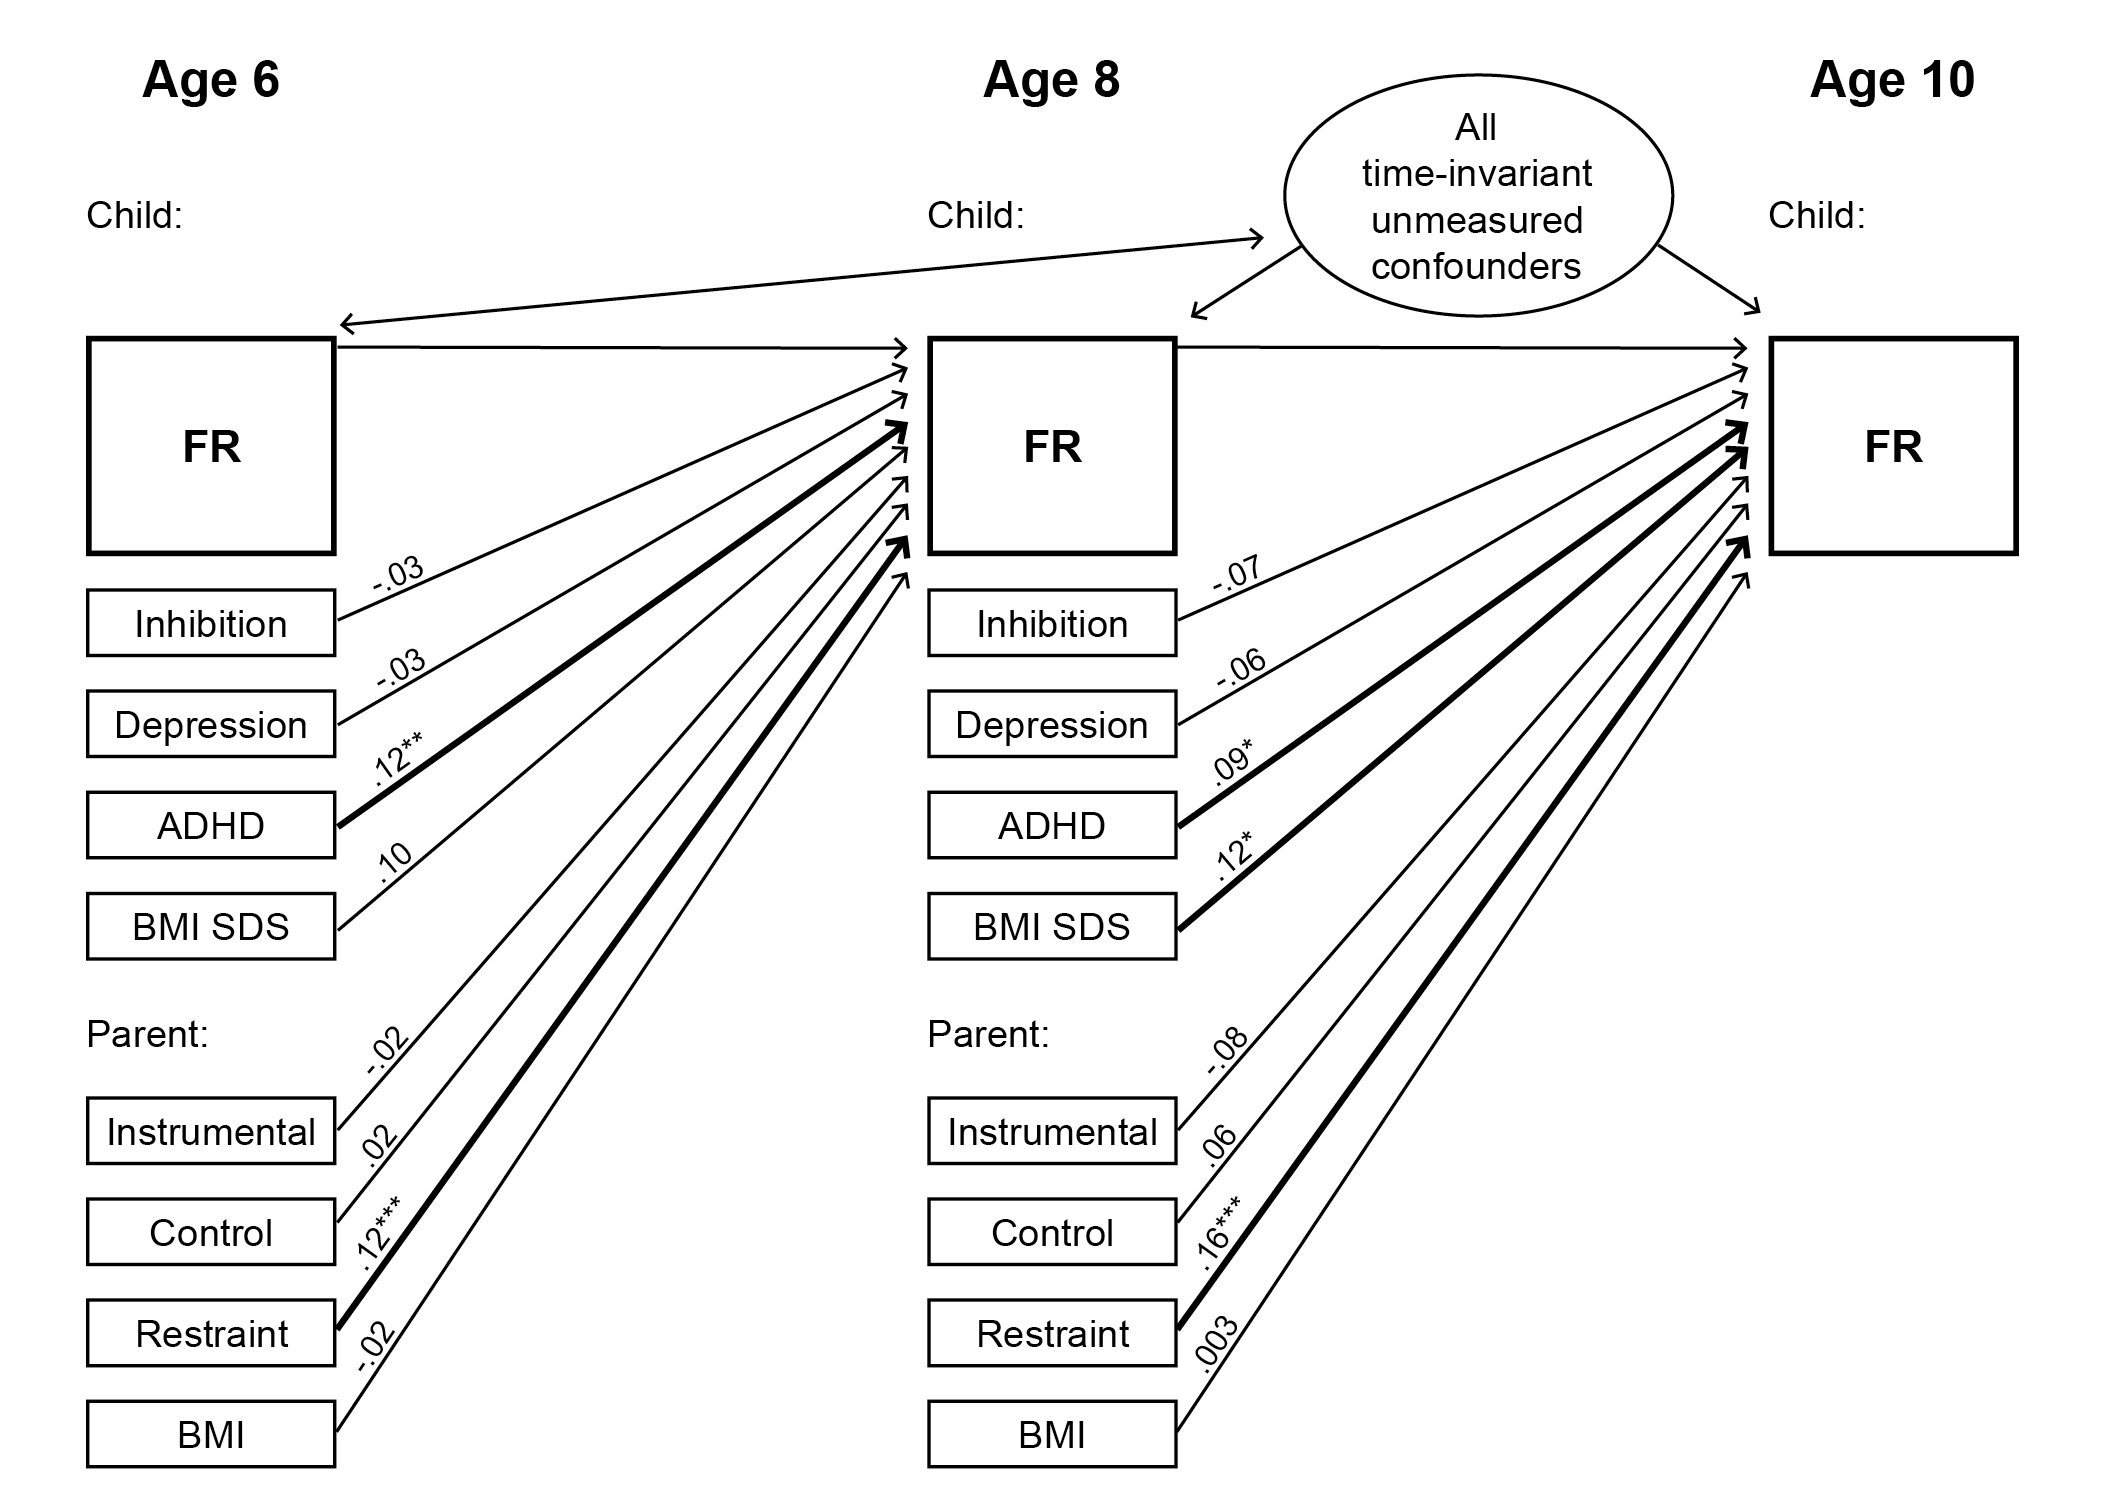 Age 6
Age 8
Age 10
All
time-invariant
unmeasured
confounders
Child:
Child:
Child:
FR
FR
FR
-.03
-.07
Inhibition
Inhibition
-.03
-.06
Depression
Depression
.12**
.09*
ADHD
ADHD
.10
.12*
BMI SDS
BMI SDS
Parent:
Parent:
-.02
-.08
Instrumental
Instrumental
.02
.06
Control
Control
.12***
.16***
Restraint
Restraint
-.02
.003
BMI
BMI